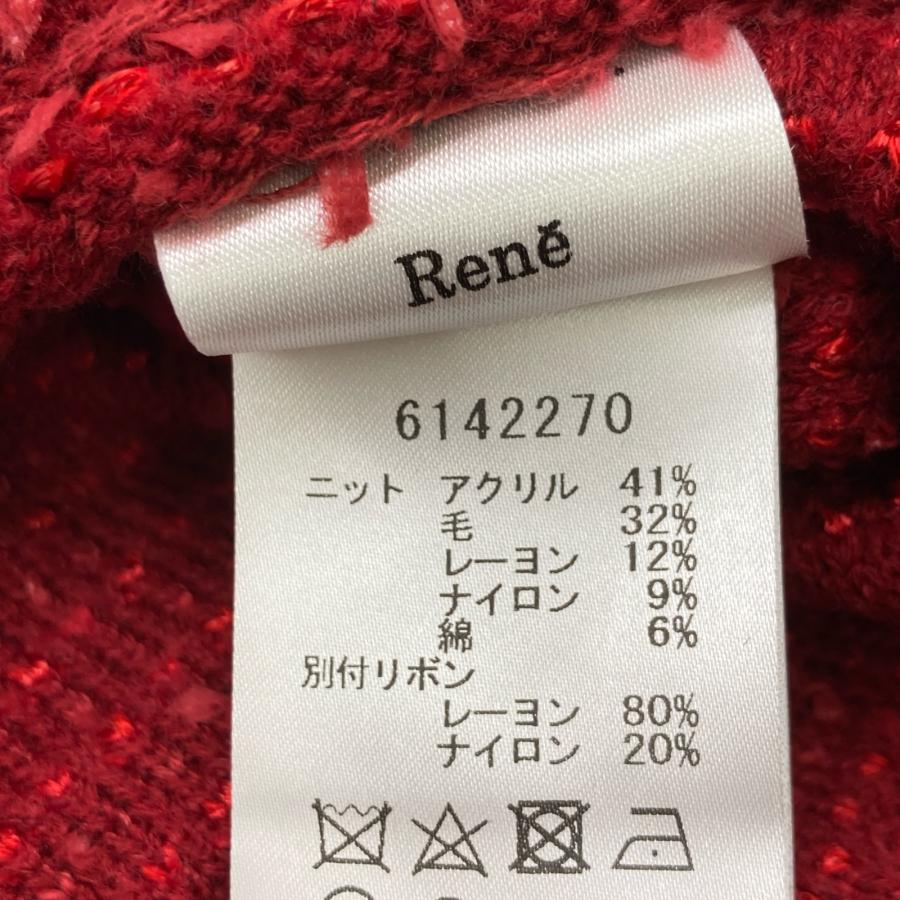 René
6142270
ニット アクリル 41%
毛 32%
レーヨン 12%
ナイロン 9%
綿 6%
別付リボン
レーヨン 80%
ナイロン 20%